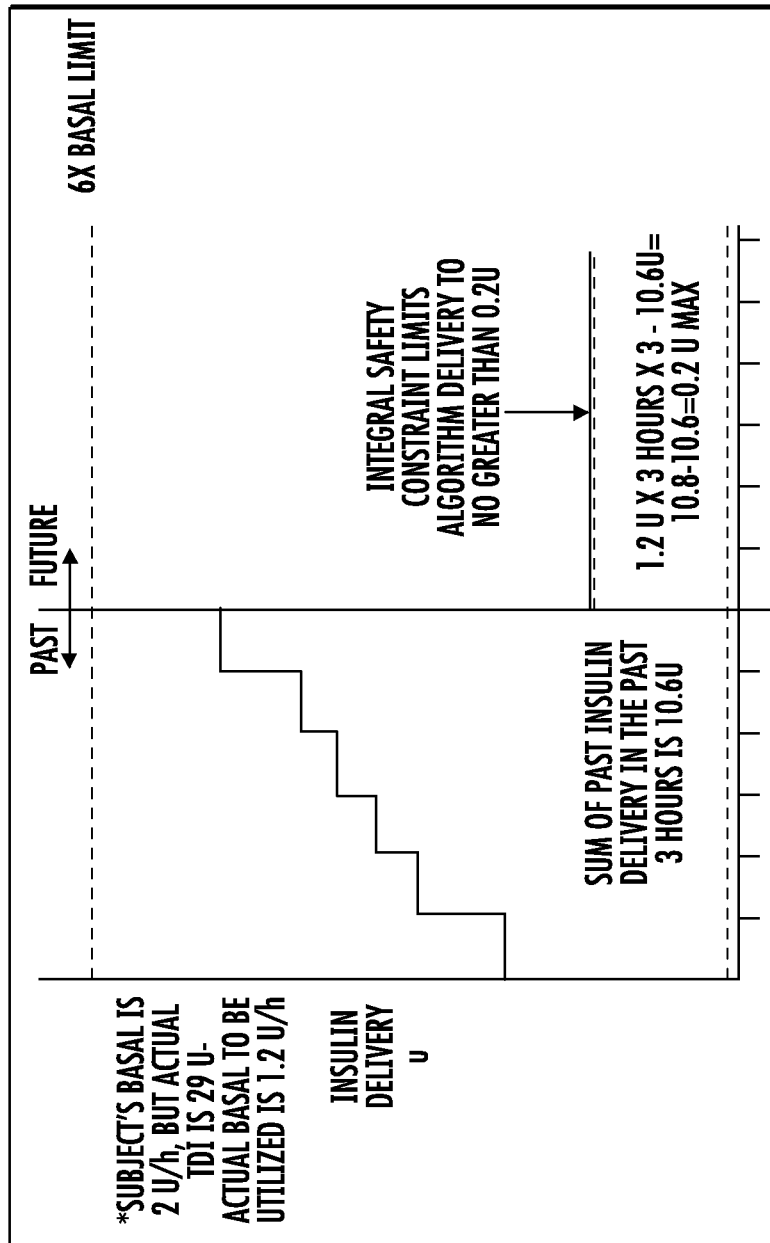 *SUBJECT'S BASAL IS
2 U/h, BUT ACTUAL
TDI IS 29 U-
ACTUAL BASAL TO BE
UTILIZED IS 1.2 U/h
INSULIN
DELIVERY
U
PAST
FUTURE
6X BASAL LIMIT
INTEGRAL SAFETY
CONSTRAINT LIMITS
ALGORITHM DELIVERY TO
NO GREATER THAN 0.2U
SUM OF PAST INSULIN
DELIVERY IN THE PAST
3 HOURS IS 10.6U
1.2 U X 3 HOURS X 3 - 10.6U=
10.8-10.6=0.2 U MAX